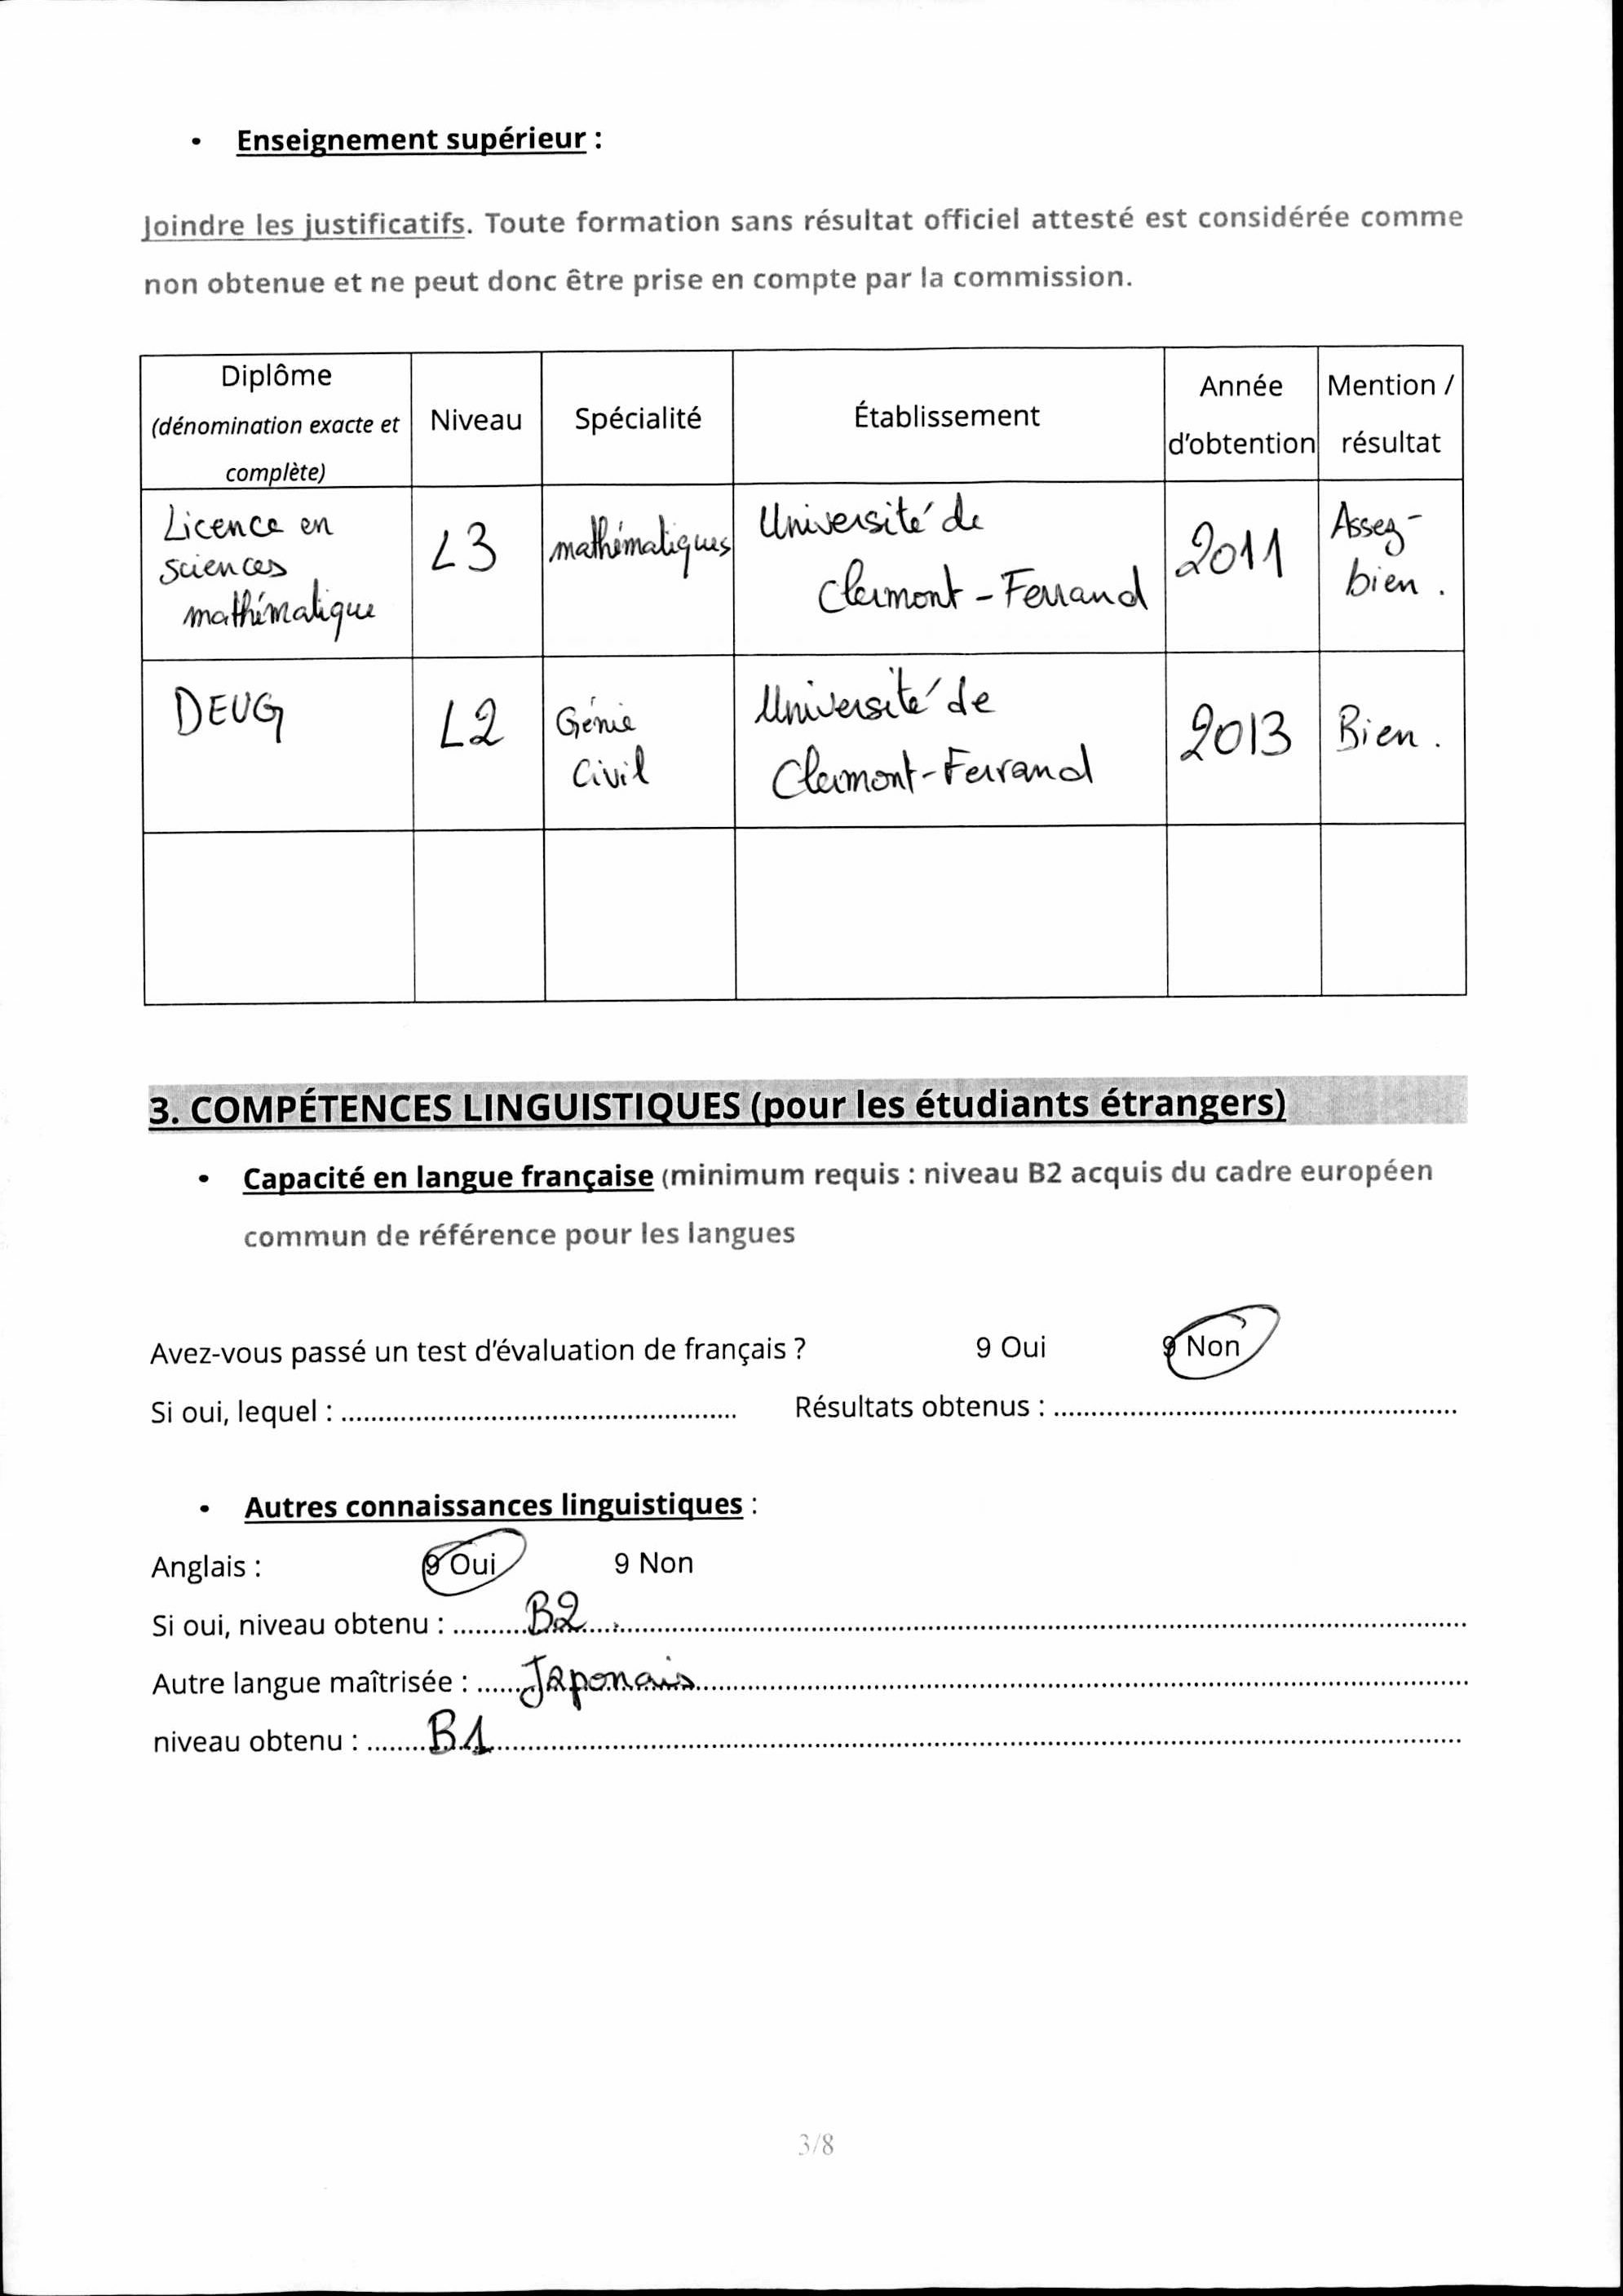 • Enseignement supérieur :
Joindre les justificatifs. Toute formation sans résultat officiel attesté est considérée comme
non obtenue et ne peut donc être prise en compte par la commission.
Diplôme
(dénomination exacte et
complète)
Niveau
Spécialité
Établissement
Année
d'obtention
Mention /
résultat
Licence en
sciences
mathématique
L3
mathématiques
Université de
Clermont-Ferrand
2011
Assez-
bien.
DEUG
L2
Génie
Civil
Université de
Clermont-Ferrand
2013
Bien.
3. COMPÉTENCES LINGUISTIQUES (pour les étudiants étrangers)
• Capacité en langue française (minimum requis : niveau B2 acquis du cadre européen
commun de référence pour les langues
Avez-vous passé un test d'évaluation de français ? 9 Oui 9 Non
Si oui, lequel : .................................................... Résultats obtenus : ....................................................
• Autres connaissances linguistiques :
Anglais : 9 Oui 9 Non
Si oui, niveau obtenu : ..........B2..........
Autre langue maîtrisée : ......Japonais..........
niveau obtenu : ........B1..........
3/8